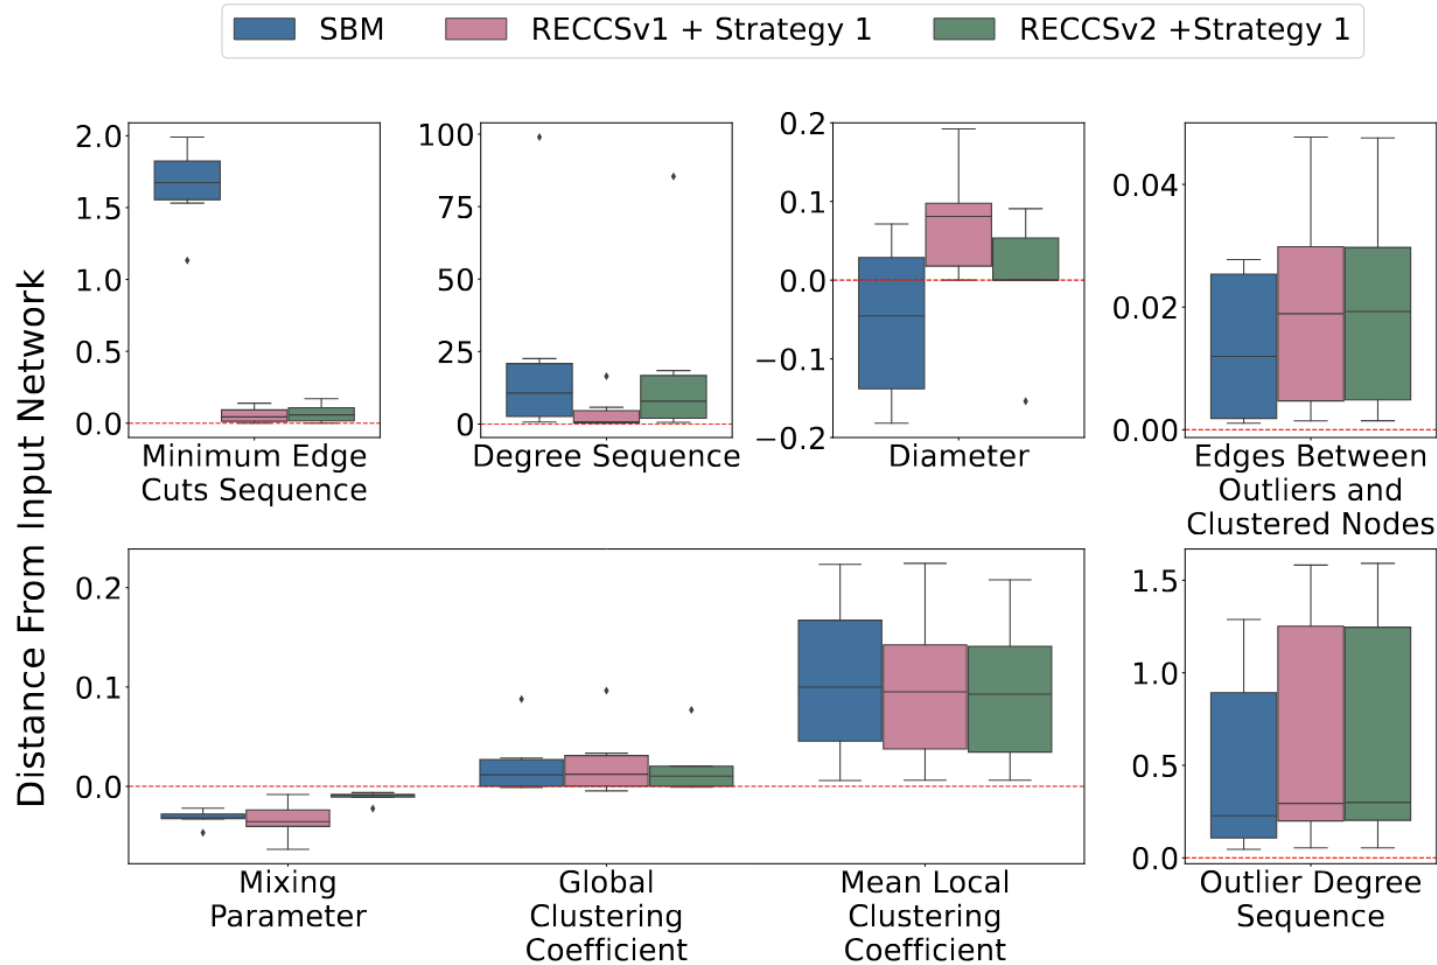 SBM
RECCSv1 + Strategy 1
RECCSv2 +Strategy 1
Distance From Input Network
2.0
1.5
1.0
0.5
0.0
Minimum Edge
Cuts Sequence
100
75
50
25
0
Degree Sequence
0.2
0.1
0.0
−0.1
−0.2
Diameter
0.04
0.02
0.00
Edges Between
Outliers and
Clustered Nodes
0.2
0.1
0.0
Mixing
Parameter
Global
Clustering
Coefficient
Mean Local
Clustering
Coefficient
1.5
1.0
0.5
0.0
Outlier Degree
Sequence